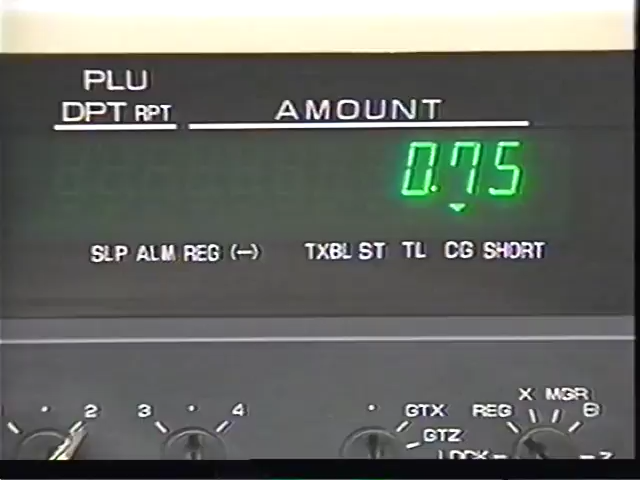 PLU
DPT RPT AMOUNT
0.75
SLP ALM REG (−) TXBL ST TL CG SHORT
2 3 4 GTX REG X MGR
GTZ
LOCK Z